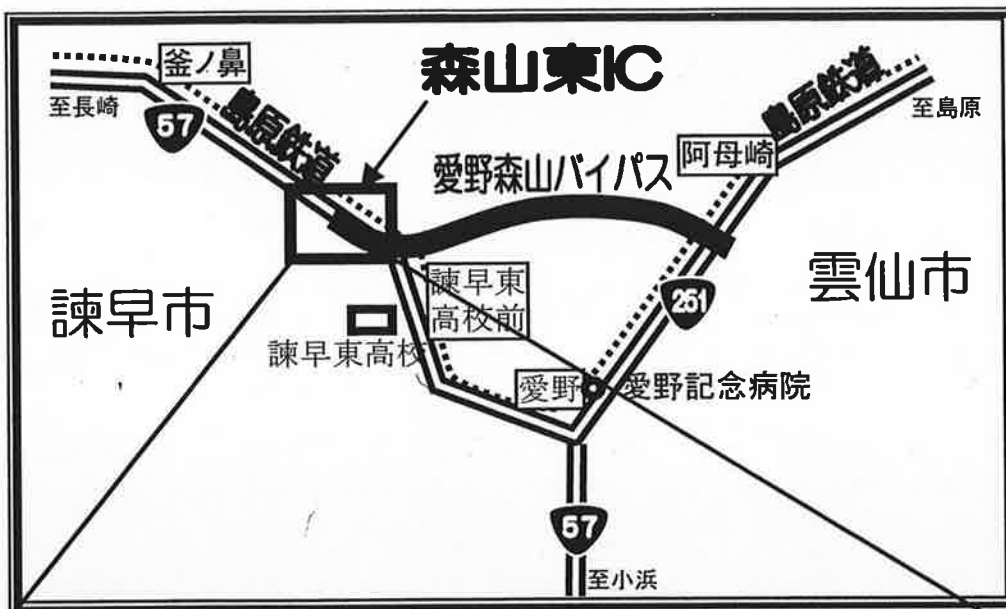 森山東IC
釜ノ鼻
至長崎
57
島原鉄道
島原鉄道
至島原
阿母崎
愛野森山バイパス
諫早市
雲仙市
諫早東
高校前
251
諫早東高校
愛野
愛野記念病院
57
至小浜